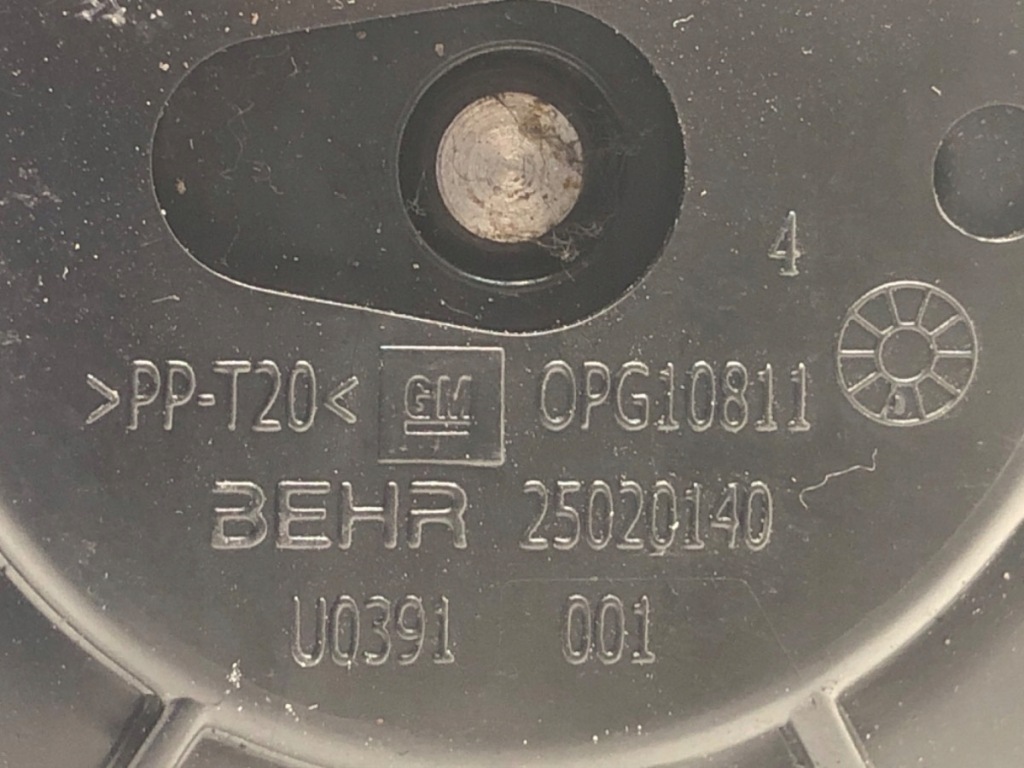 4
>PP-T20< GM OPG10811
BEHR 25020140
U0391 001